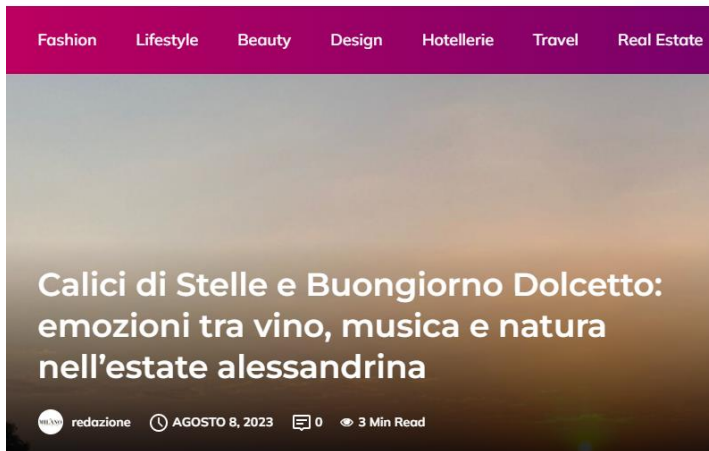 Fashion Lifestyle Beauty Design Hotellerie Travel Real Estate
Calici di Stelle e Buongiorno Dolcetto:
emozioni tra vino, musica e natura
nell’estate alessandrina
MILANO redazione AGOSTO 8, 2023 0 3 Min Read